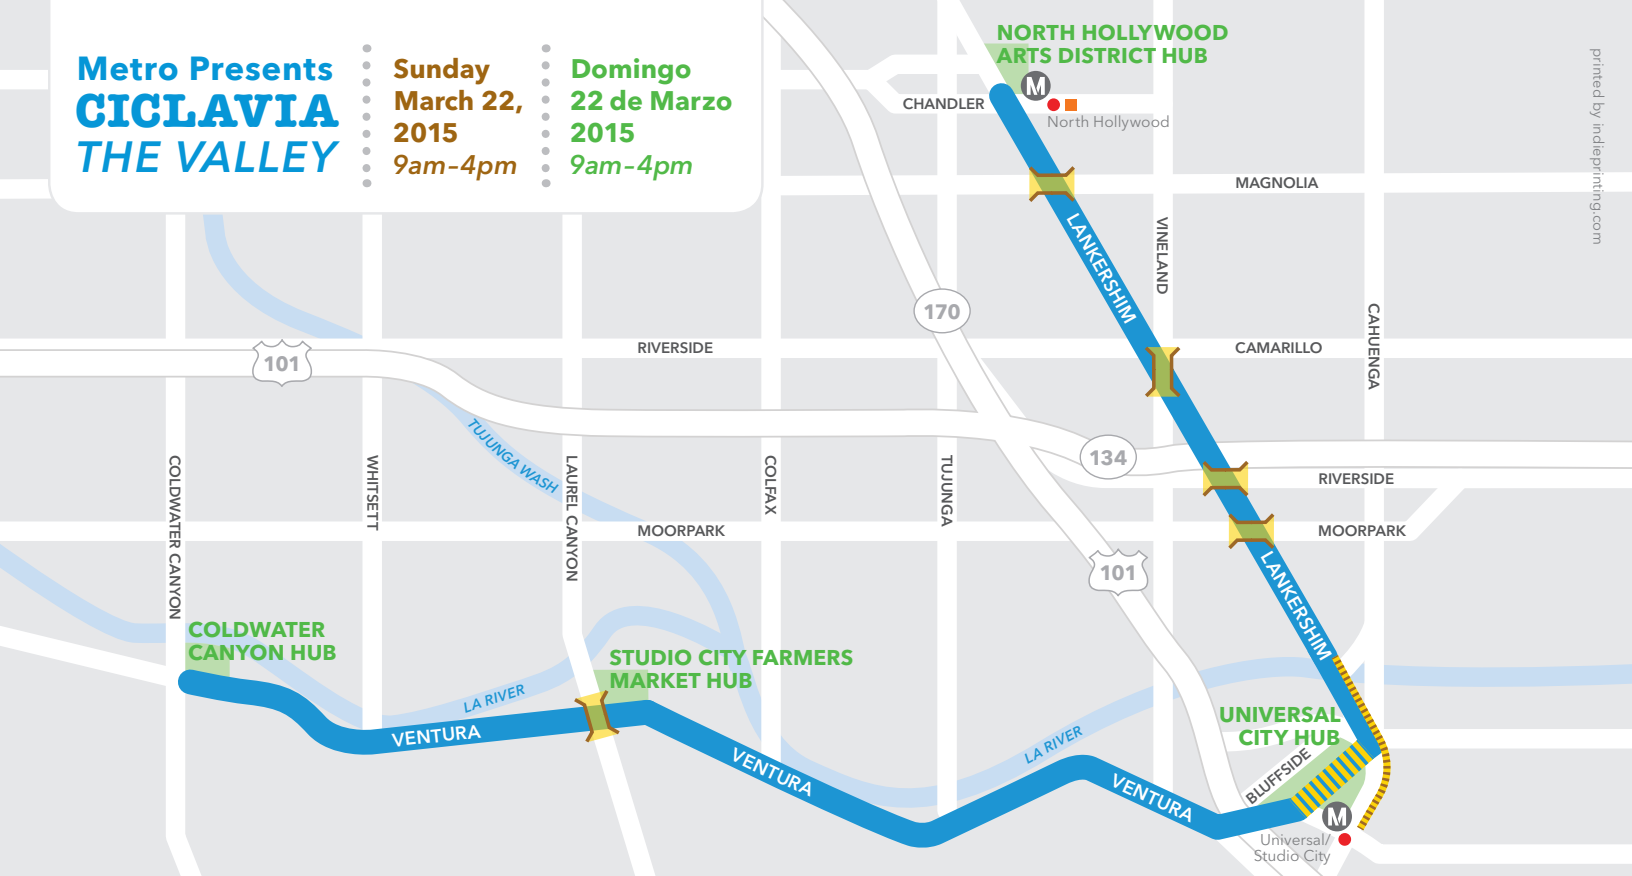 Metro Presents
CICLAVIA
THE VALLEY
Sunday
March 22,
2015
9am–4pm
Domingo
22 de Marzo
2015
9am–4pm
NORTH HOLLYWOOD
ARTS DISTRICT HUB
M
CHANDLER
North Hollywood
printed by indieprinting.com
MAGNOLIA
LANKERSHIM
VINELAND
170
CAHUENGA
101
RIVERSIDE
CAMARILLO
TUJUNGA WASH
COLDWATER CANYON
WHITSETT
LAUREL CANYON
COLFAX
TUJUNGA
134
RIVERSIDE
MOORPARK
MOORPARK
101
LANKERSHIM
COLDWATER
CANYON HUB
STUDIO CITY FARMERS
MARKET HUB
LA RIVER
VENTURA
VENTURA
LA RIVER
VENTURA
UNIVERSAL
CITY HUB
BLUFFSIDE
M
Universal/
Studio City